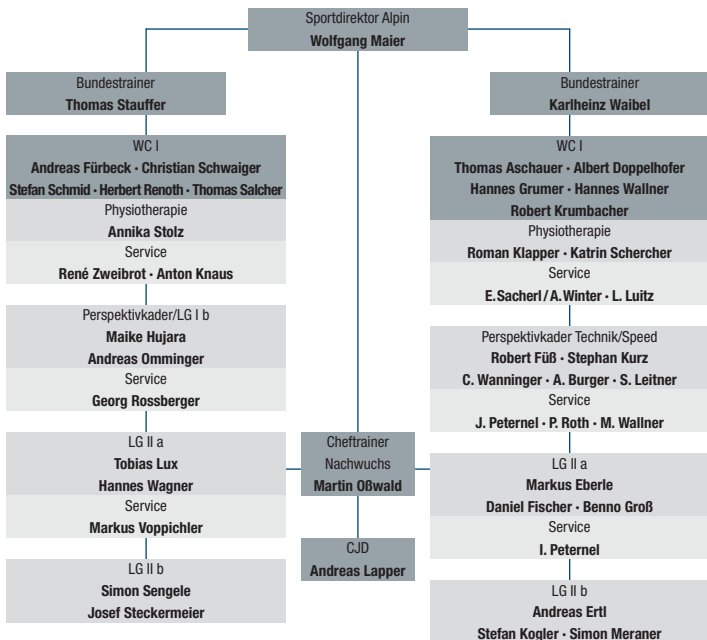 Sportdirektor Alpin
Wolfgang Maier
Bundestrainer
Thomas Stauffer
WC I
Andreas Fürbeck · Christian Schwaiger
Stefan Schmid · Herbert Renoth · Thomas Salcher
Physiotherapie
Annika Stolz
Service
René Zweibrot · Anton Knaus
Perspektivkader/LG I b
Maike Hujara
Andreas Omminger
Service
Georg Rossberger
LG II a
Tobias Lux
Hannes Wagner
Service
Markus Voppichler
LG II b
Simon Sengele
Josef Steckermeier
Cheftrainer
Nachwuchs
Martin Oßwald
CJD
Andreas Lapper
Bundestrainer
Karlheinz Waibel
WC I
Thomas Aschauer · Albert Doppelhofer
Hannes Grumer · Hannes Wallner
Robert Krumbacher
Physiotherapie
Roman Klapper · Katrin Schercher
Service
E.Sacherl / A.Winter · L. Luitz
Perspektivkader Technik/Speed
Robert Füß · Stephan Kurz
C. Wanninger · A. Burger · S. Leitner
Service
J. Peternel · P. Roth · M. Wallner
LG II a
Markus Eberle
Daniel Fischer · Benno Groß
Service
I. Peternel
LG II b
Andreas Ertl
Stefan Kogler · Simon Meraner